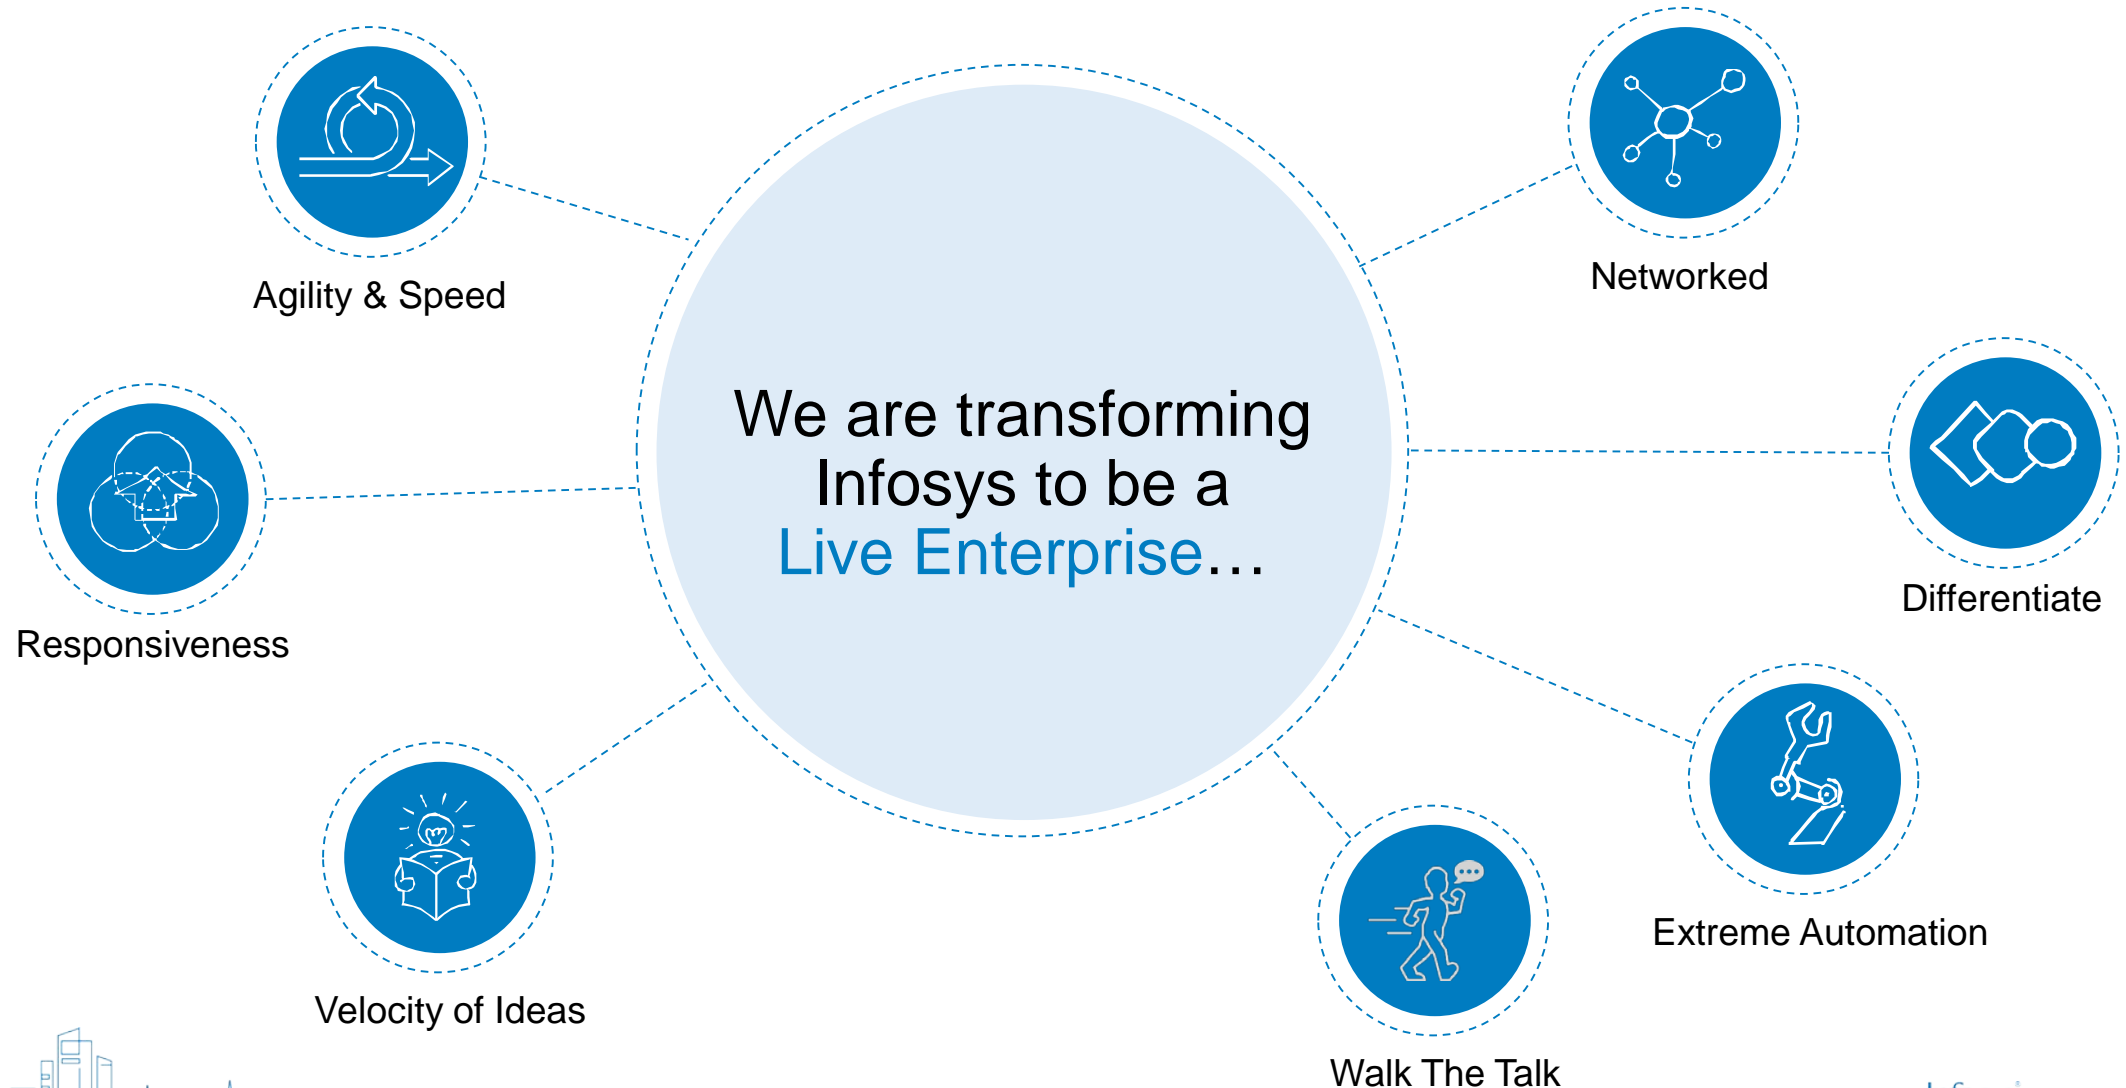 Agility & Speed
Networked
We are transforming
Infosys to be a
Live Enterprise…
Differentiate
Responsiveness
Extreme Automation
Velocity of Ideas
Walk The Talk